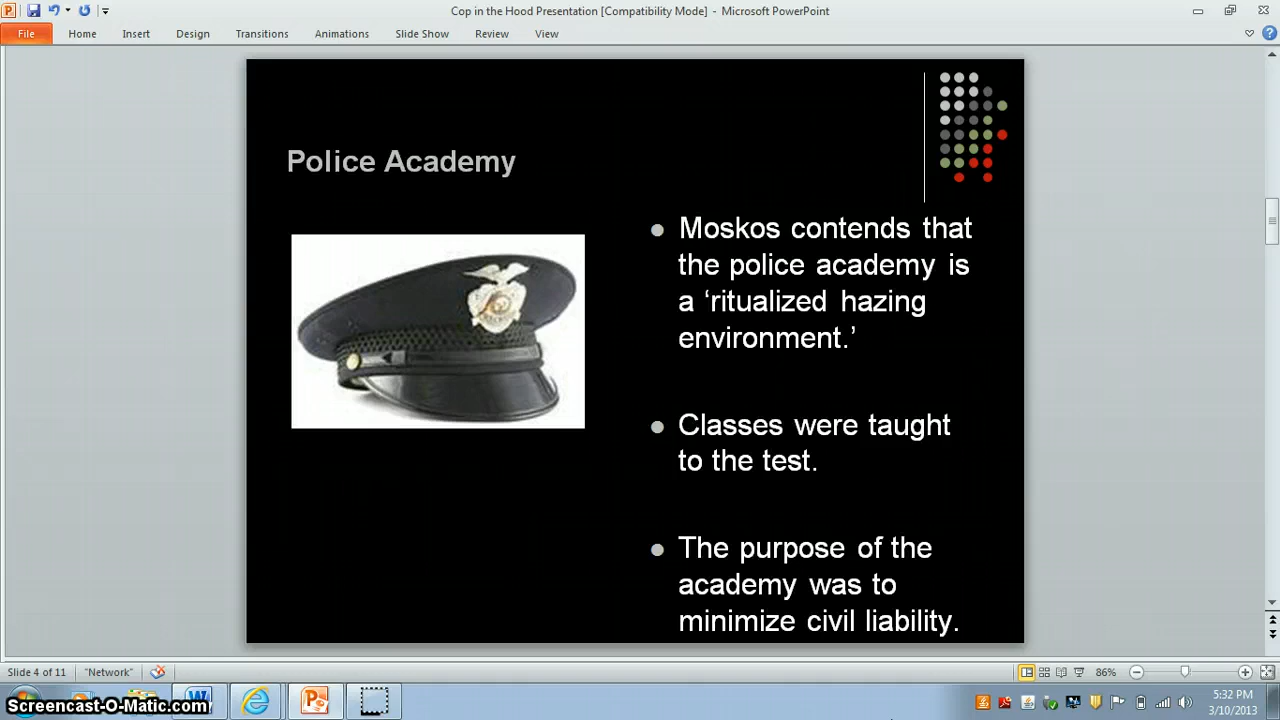 Cop in the Hood Presentation [Compatibility Mode] - Microsoft PowerPoint
File Home Insert Design Transitions Animations Slide Show Review View
Police Academy
Moskos contends that
the police academy is
a ‘ritualized hazing
environment.’
Classes were taught
to the test.
The purpose of the
academy was to
minimize civil liability.
Slide 4 of 11 "Network" 86%
Screencast-O-Matic.com
5:32 PM
3/10/2013